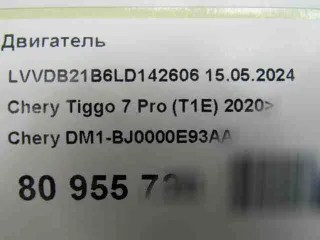 Двигатель
LVVDB21B6LD142606 15.05.2024
Chery Tiggo 7 Pro (T1E) 2020>
Chery DM1-BJ0000E93AA
80 955